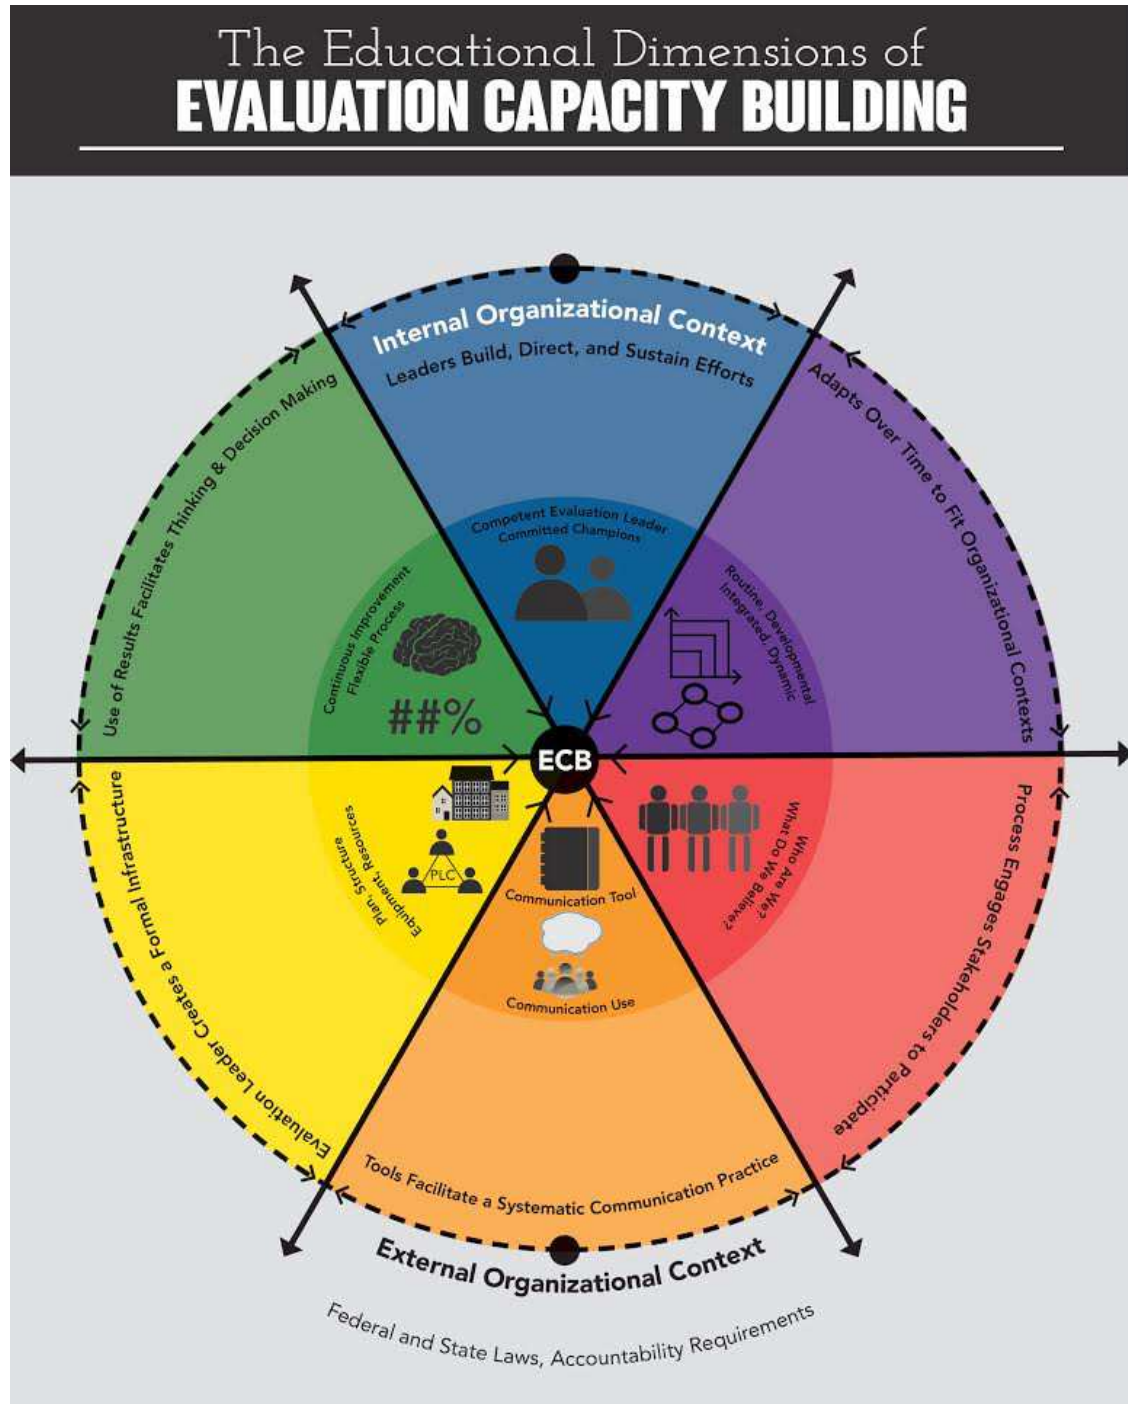 The Educational Dimensions of
EVALUATION CAPACITY BUILDING
Internal Organizational Context
Leaders Build, Direct, and Sustain Efforts
Competent Evaluation Leader
Committed Champions
Adapts Over Time to Fit Organizational Contexts
Routine, Developmental
Integrated, Dynamic
Process Engages Stakeholders to Participate
Who Are We?
What Do We Believe?
Tools Facilitate a Systematic Communication Practice
Communication Tool
Communication Use
Evaluation Leader Creates a Formal Infrastructure
Plan, Structure
Equipment, Resources
PLC
Use of Results Facilitates Thinking & Decision Making
Continuous Improvement
Flexible Process
##%
ECB
External Organizational Context
Federal and State Laws, Accountability Requirements